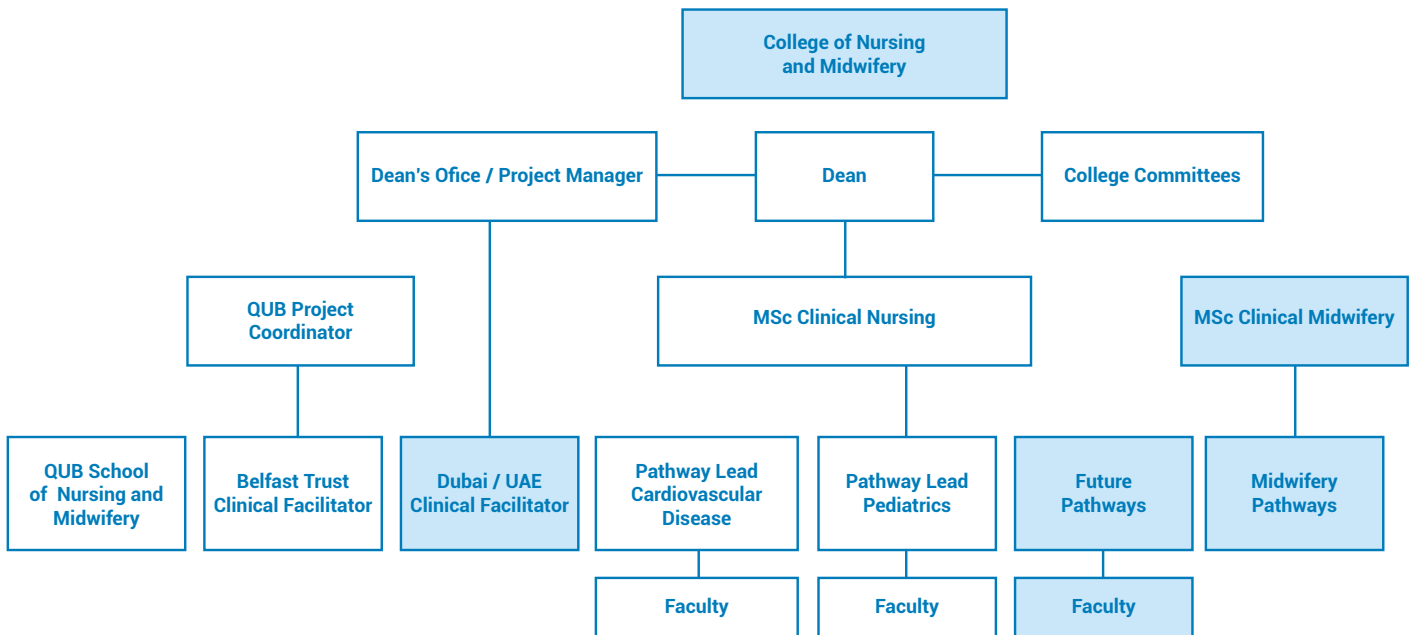 College of Nursing
and Midwifery
Dean's Ofice / Project Manager
Dean
College Committees
QUB Project
Coordinator
MSc Clinical Nursing
MSc Clinical Midwifery
QUB School
of Nursing and
Midwifery
Belfast Trust
Clinical Facilitator
Dubai / UAE
Clinical Facilitator
Pathway Lead
Cardiovascular
Disease
Pathway Lead
Pediatrics
Future
Pathways
Midwifery
Pathways
Faculty
Faculty
Faculty